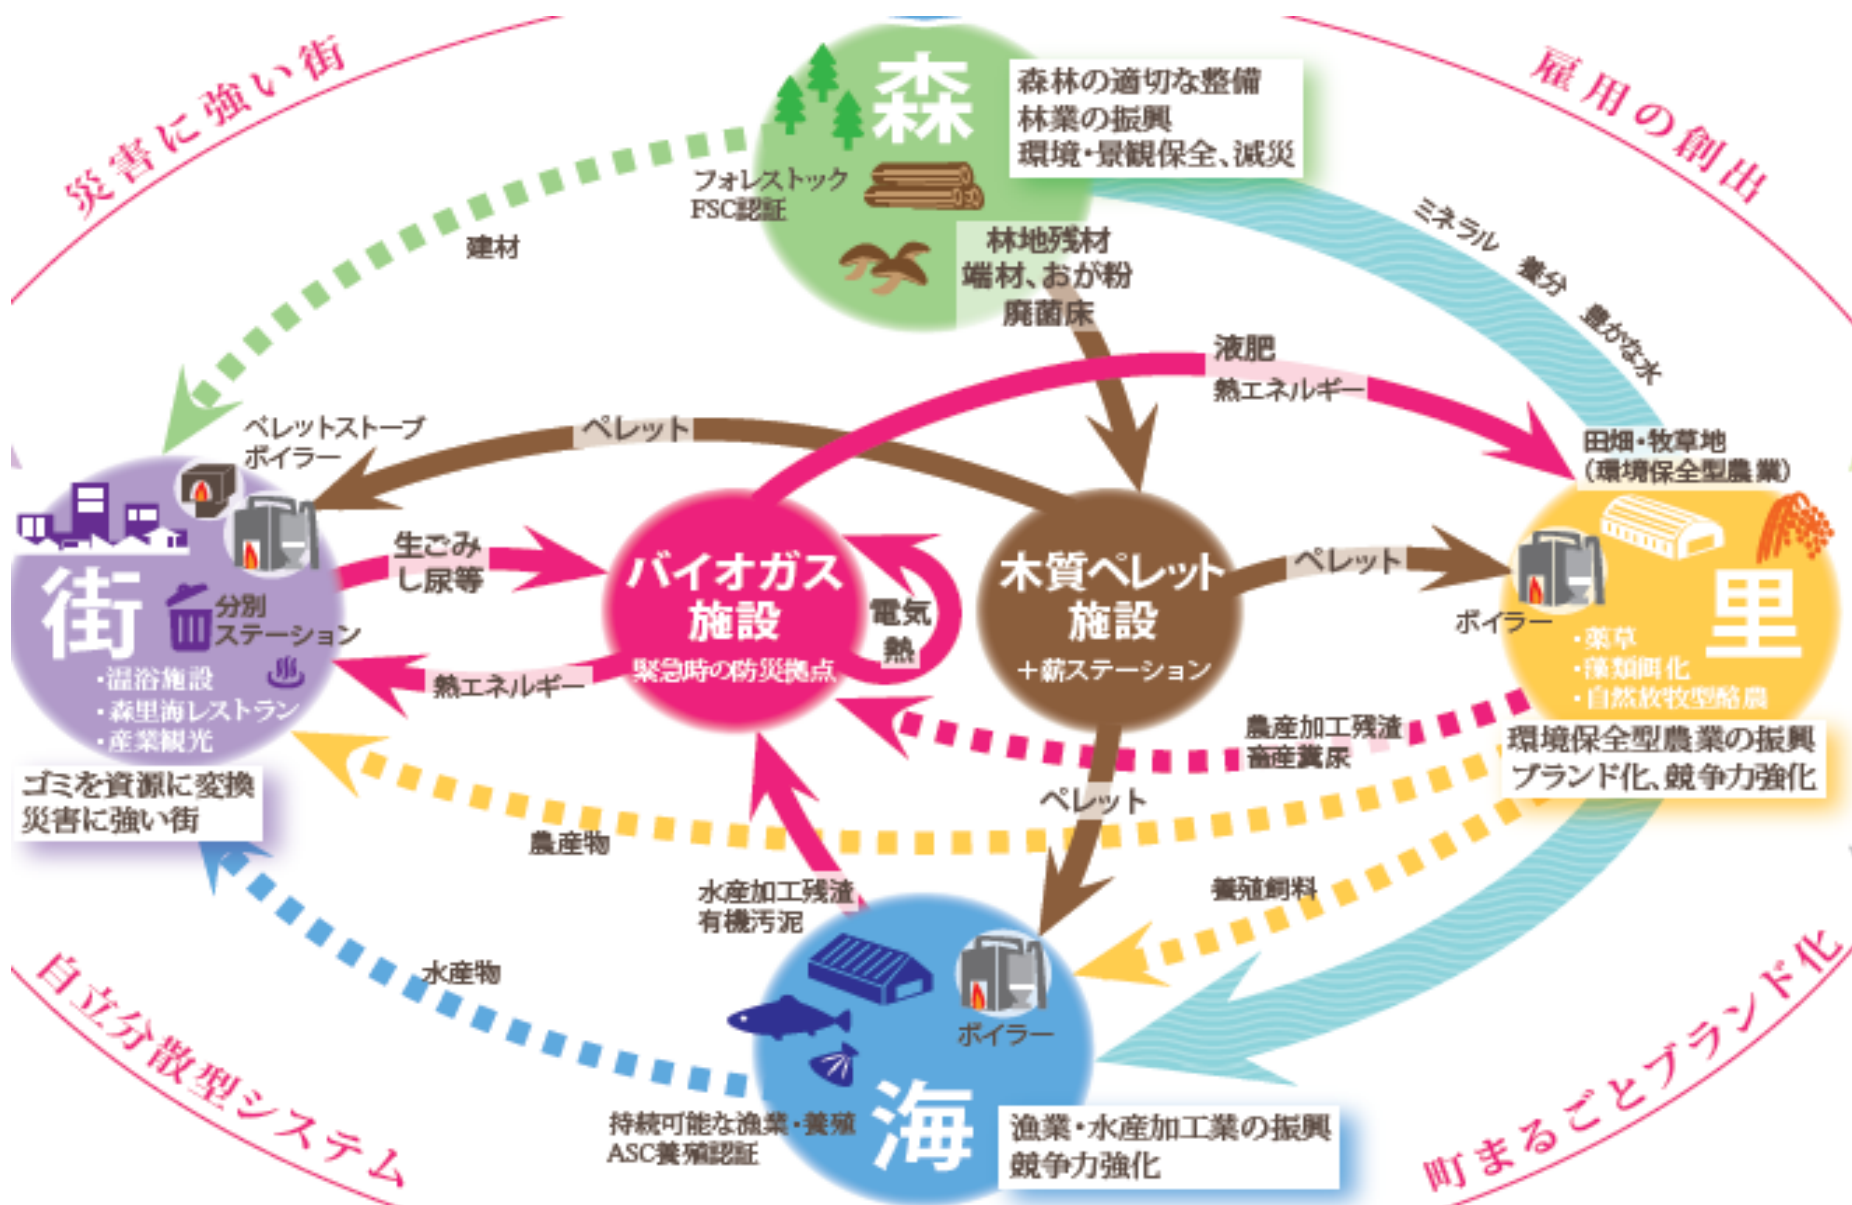 災害に強い街
雇用の創出
森
森林の適切な整備
林業の振興
環境・景観保全、減災
フォレストック
FSC認証
建材
林地残材
端材、おが粉
廃菌床
ミネラル 養分 豊かな水
液肥
熱エネルギー
ペレットストーブ
ボイラー
ペレット
田畑・牧草地
（環境保全型農業）
生ごみ
し尿等
街
分別
ステーション
・温浴施設
・森里海レストラン
・産業観光
ゴミを資源に変換
災害に強い街
熱エネルギー
バイオガス
施設
緊急時の防災拠点
電気
熱
木質ペレット
施設
＋薪ステーション
ペレット
ボイラー
里
・薬草
・藻類餌化
・自然放牧型酪農
環境保全型農業の振興
ブランド化、競争力強化
農産加工残渣
畜産糞尿
ペレット
農産物
養殖飼料
水産加工残渣
有機汚泥
水産物
ボイラー
海
持続可能な漁業・養殖
ASC養殖認証
漁業・水産加工業の振興
競争力強化
自立分散型システム
町まるごとブランド化